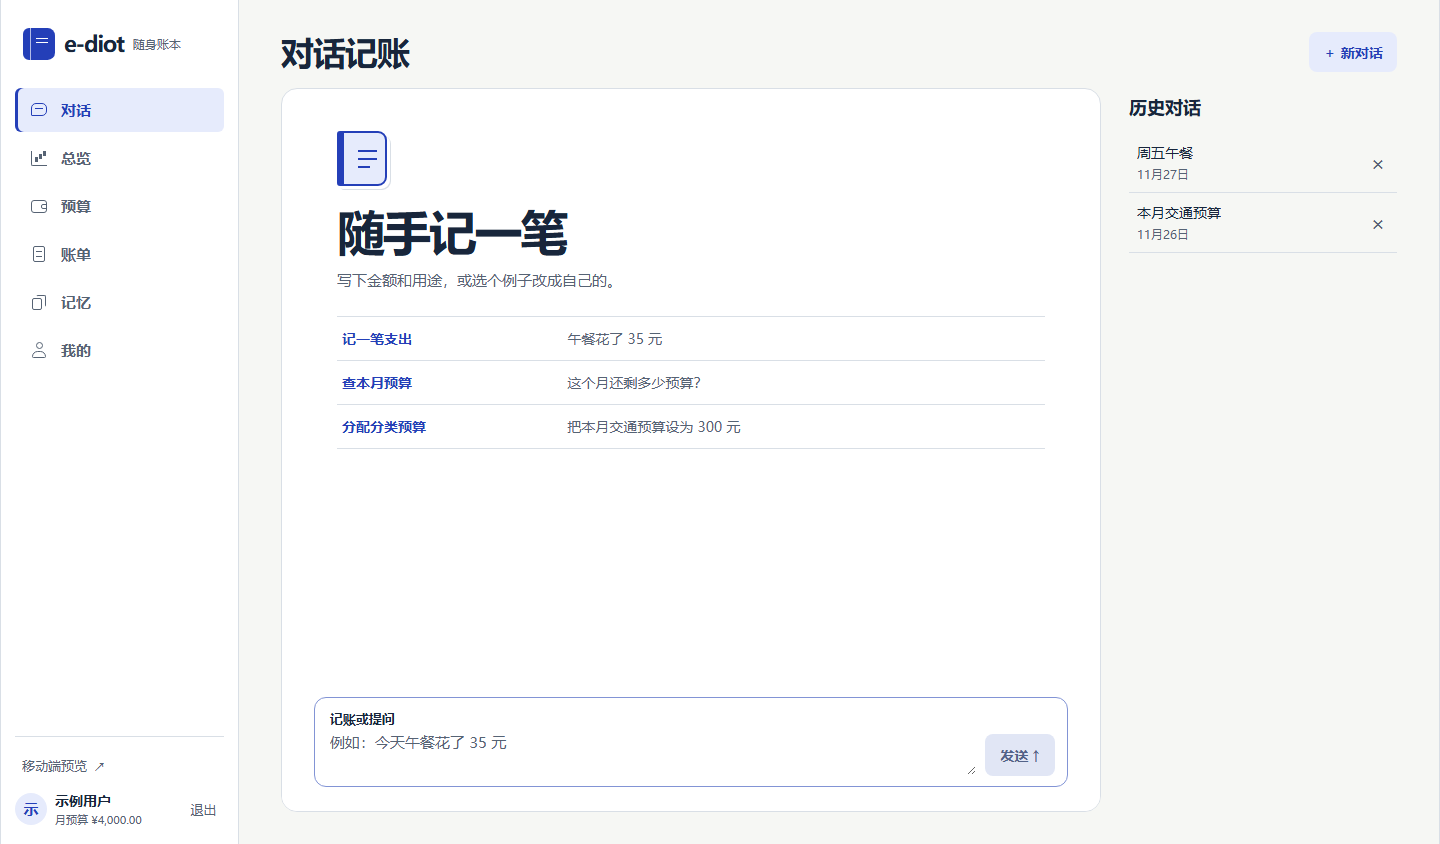 e-diot 随身账本
对话
总览
预算
账单
记忆
我的
移动端预览 ↗
示
示例用户
月预算 ¥4,000.00
退出
对话记账
+ 新对话
随手记一笔
写下金额和用途，或选个例子改成自己的。
记一笔支出 午餐花了 35 元
查本月预算 这个月还剩多少预算？
分配分类预算 把本月交通预算设为 300 元
记账或提问
例如：今天午餐花了 35 元
发送 ↑
历史对话
周五午餐
11月27日
×
本月交通预算
11月26日
×